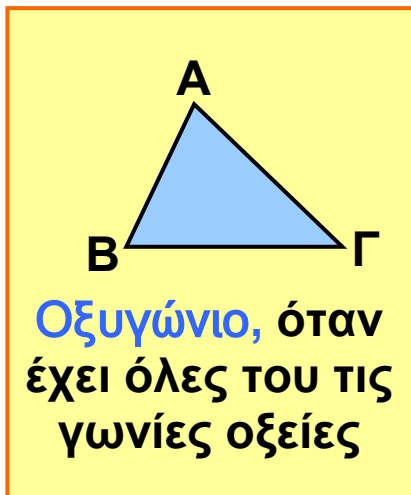 Α
Β
Γ
Οξυγώνιο, όταν
έχει όλες του τις
γωνίες οξείες